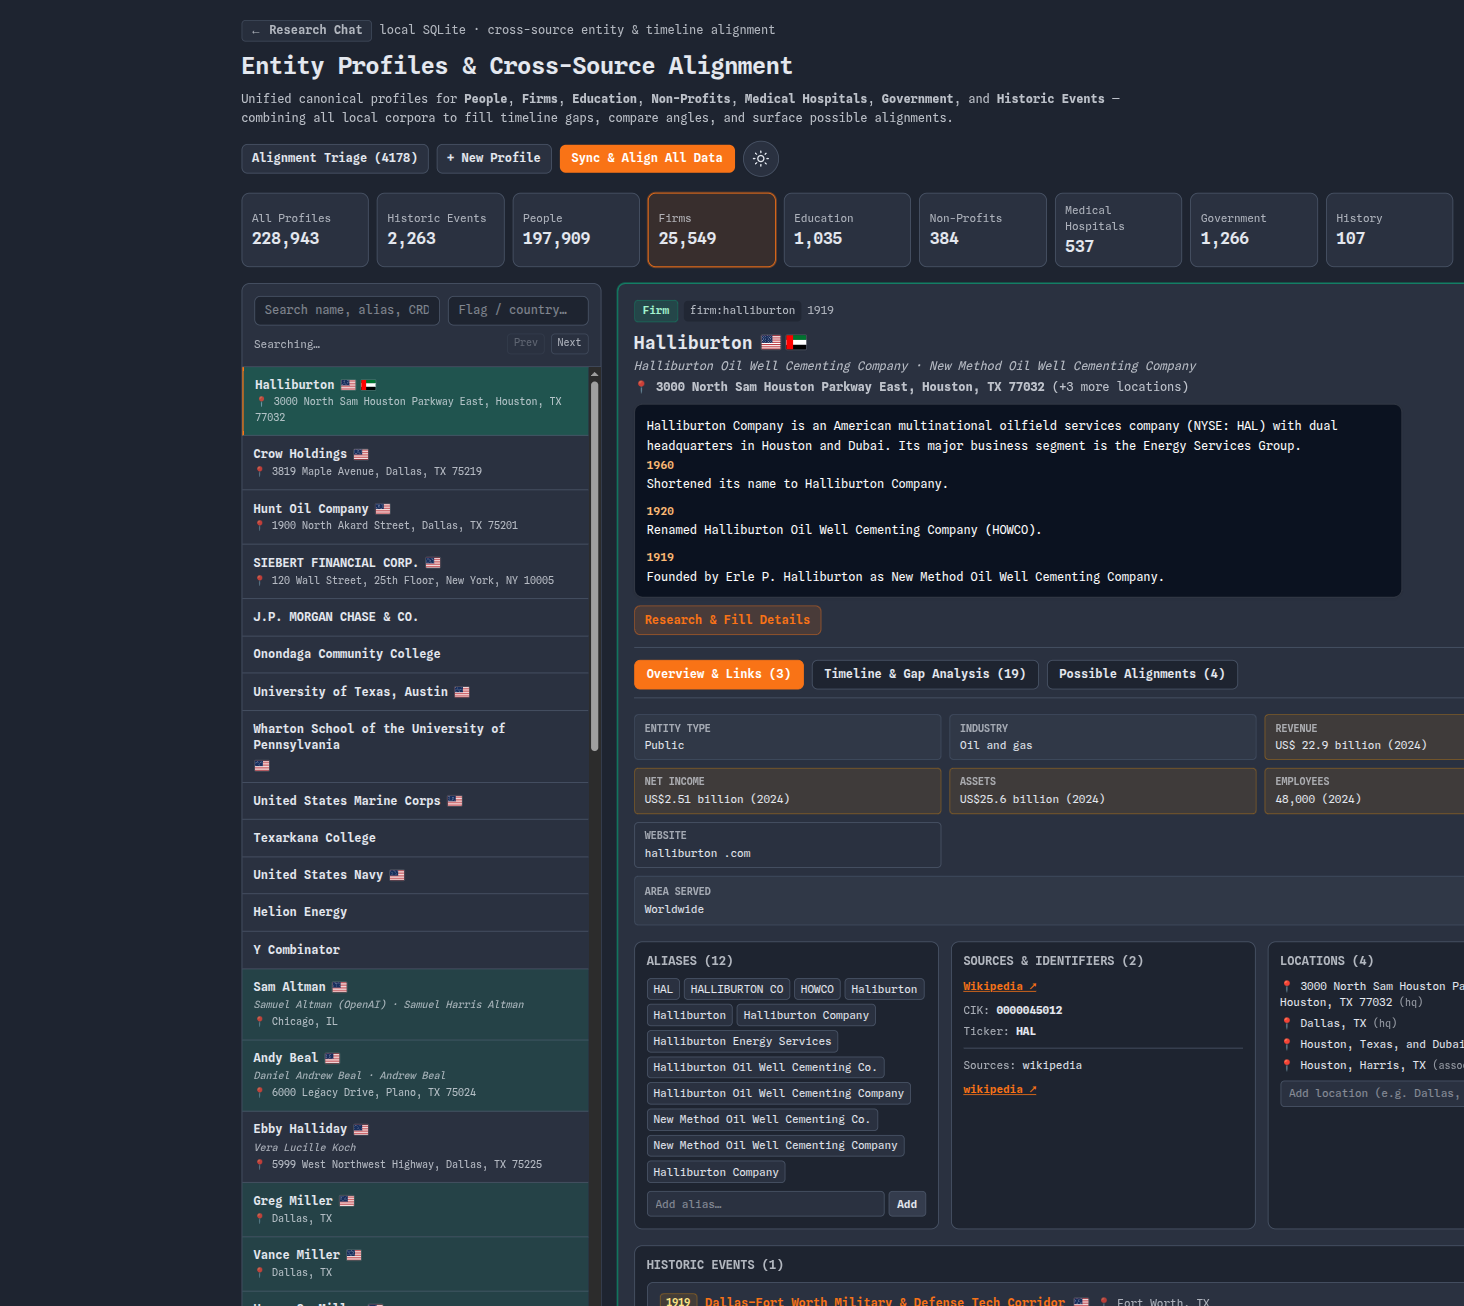 ← Research Chat local SQLite · cross-source entity & timeline alignment
Entity Profiles & Cross-Source Alignment
Unified canonical profiles for People, Firms, Education, Non-Profits, Medical Hospitals, Government, and Historic Events —
combining all local corpora to fill timeline gaps, compare angles, and surface possible alignments.
Alignment Triage (4178) + New Profile Sync & Align All Data
All Profiles
228,943
Historic Events
2,263
People
197,909
Firms
25,549
Education
1,035
Non-Profits
384
Medical
Hospitals
537
Government
1,266
History
107
Search name, alias, CRD Flag / country…
Searching… Prev Next
Halliburton
3000 North Sam Houston Parkway East, Houston, TX
77032
Crow Holdings
3819 Maple Avenue, Dallas, TX 75219
Hunt Oil Company
1900 North Akard Street, Dallas, TX 75201
SIEBERT FINANCIAL CORP.
120 Wall Street, 25th Floor, New York, NY 10005
J.P. MORGAN CHASE & CO.
Onondaga Community College
University of Texas, Austin
Wharton School of the University of
Pennsylvania
United States Marine Corps
Texarkana College
United States Navy
Helion Energy
Y Combinator
Sam Altman
Samuel Altman (OpenAI) · Samuel Harris Altman
Chicago, IL
Andy Beal
Daniel Andrew Beal · Andrew Beal
6000 Legacy Drive, Plano, TX 75024
Ebby Halliday
Vera Lucille Koch
5999 West Northwest Highway, Dallas, TX 75225
Greg Miller
Dallas, TX
Vance Miller
Dallas, TX
Firm firm:halliburton 1919
Halliburton
Halliburton Oil Well Cementing Company · New Method Oil Well Cementing Company
3000 North Sam Houston Parkway East, Houston, TX 77032 (+3 more locations)
Halliburton Company is an American multinational oilfield services company (NYSE: HAL) with dual
headquarters in Houston and Dubai. Its major business segment is the Energy Services Group.
1960
Shortened its name to Halliburton Company.
1920
Renamed Halliburton Oil Well Cementing Company (HOWCO).
1919
Founded by Erle P. Halliburton as New Method Oil Well Cementing Company.
Research & Fill Details
Overview & Links (3) Timeline & Gap Analysis (19) Possible Alignments (4)
ENTITY TYPE
Public
INDUSTRY
Oil and gas
REVENUE
US$ 22.9 billion (2024)
NET INCOME
US$2.51 billion (2024)
ASSETS
US$25.6 billion (2024)
EMPLOYEES
48,000 (2024)
WEBSITE
halliburton .com
AREA SERVED
Worldwide
ALIASES (12)
HAL HALLIBURTON CO HOWCO Haliburton
Halliburton Halliburton Company
Halliburton Energy Services
Halliburton Oil Well Cementing Co.
Halliburton Oil Well Cementing Company
New Method Oil Well Cementing Co.
New Method Oil Well Cementing Company
Halliburton Company
Add alias… Add
SOURCES & IDENTIFIERS (2)
Wikipedia ↗
CIK: 0000045012
Ticker: HAL
Sources: wikipedia
wikipedia ↗
LOCATIONS (4)
3000 North Sam Houston Pa
Houston, TX 77032 (hq)
Dallas, TX (hq)
Houston, Texas, and Dubai
Houston, Harris, TX (asso
Add location (e.g. Dallas,
HISTORIC EVENTS (1)
1919 Dallas–Fort Worth Military & Defense Tech Corridor Fort Worth, TX